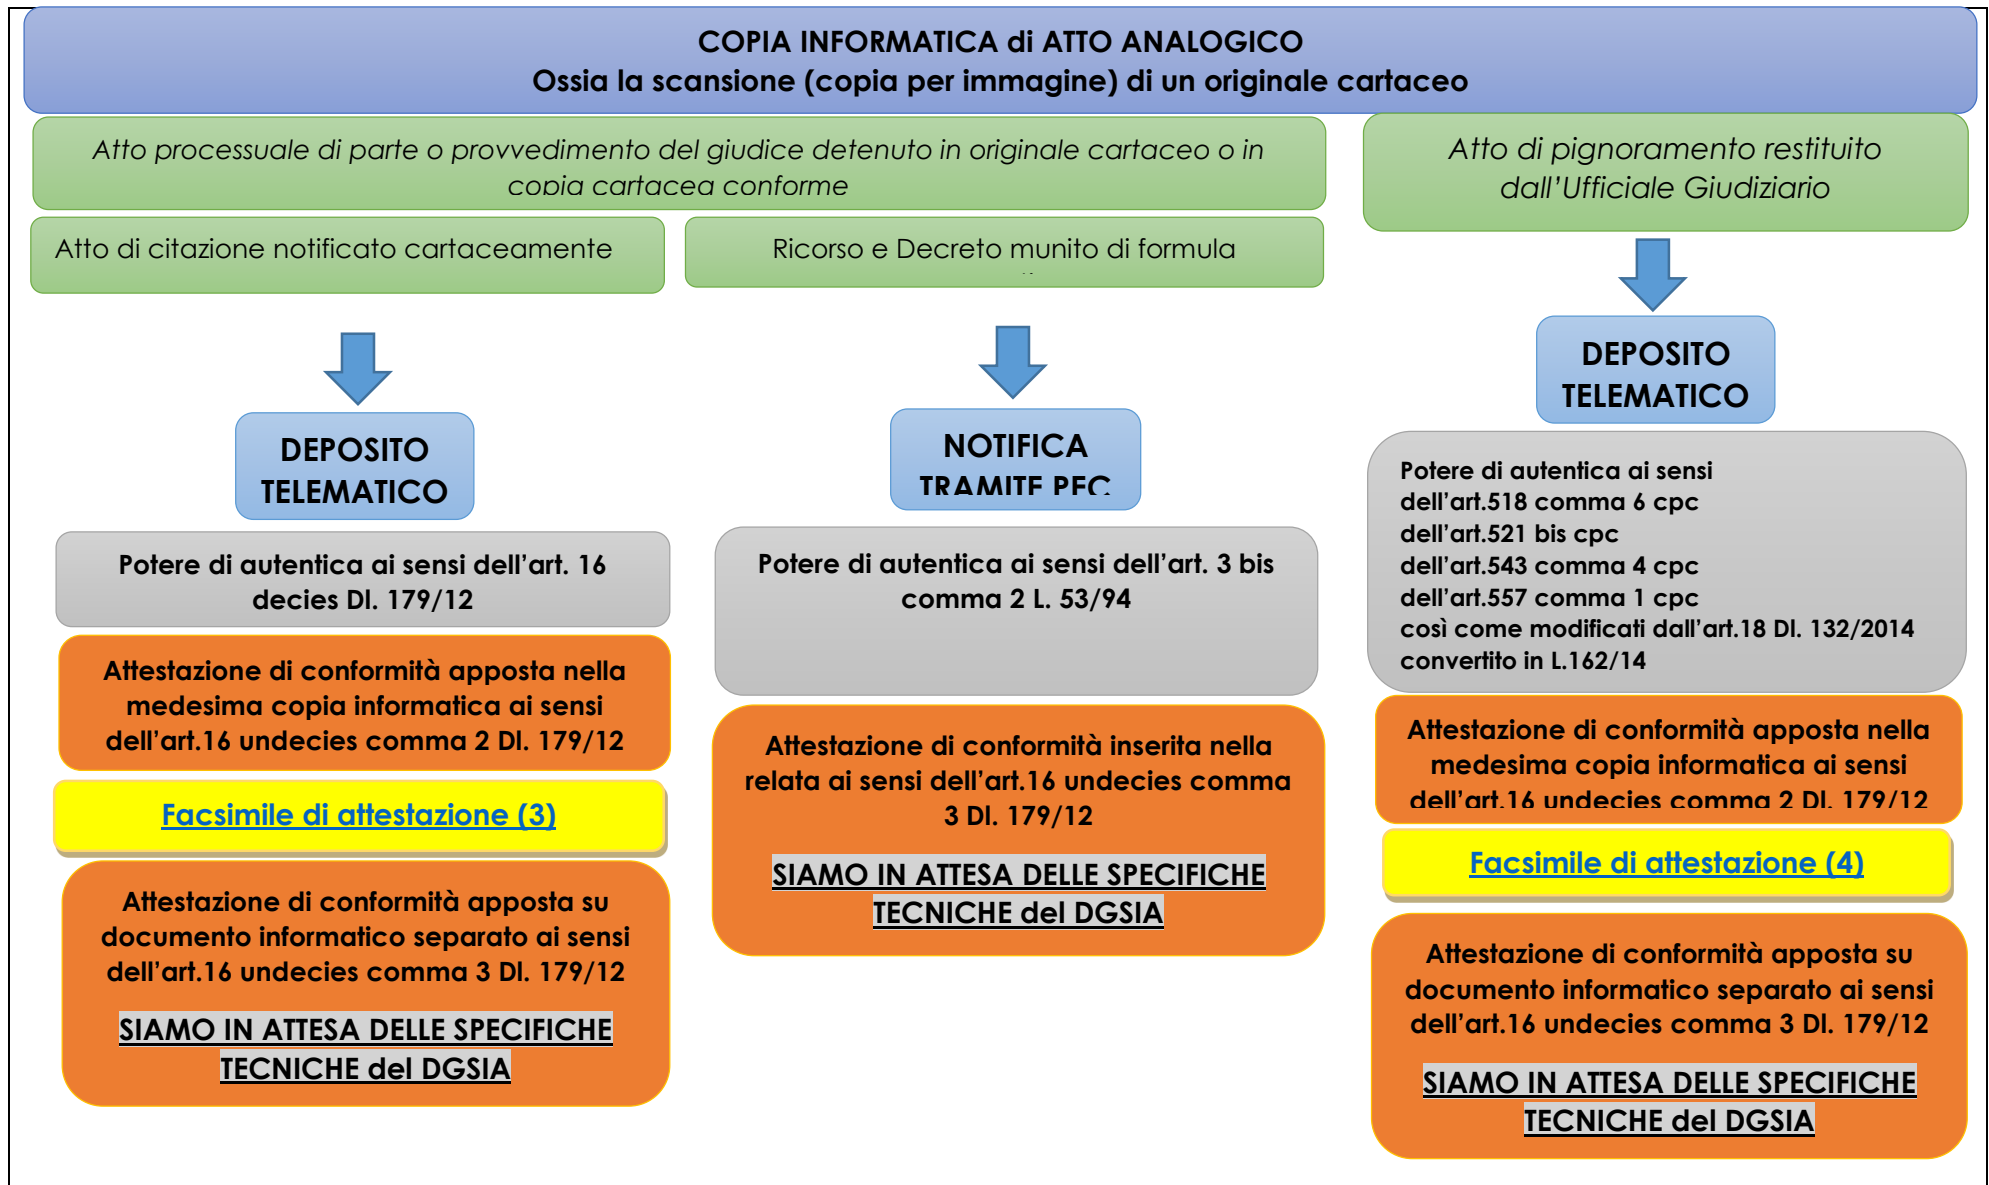 COPIA INFORMATICA di ATTO ANALOGICO
Ossia la scansione (copia per immagine) di un originale cartaceo
Atto processuale di parte o provvedimento del giudice detenuto in originale cartaceo o in
copia cartacea conforme
Atto di citazione notificato cartaceamente
DEPOSITO
TELEMATICO
Potere di autentica ai sensi dell'art. 16
decies Dl. 179/12
Attestazione di conformità apposta nella
medesima copia informatica ai sensi
dell'art.16 undecies comma 2 Dl. 179/12
Facsimile di attestazione (3)
Attestazione di conformità apposta su
documento informatico separato ai sensi
dell'art.16 undecies comma 3 Dl. 179/12
SIAMO IN ATTESA DELLE SPECIFICHE
TECNICHE del DGSIA
Ricorso e Decreto munito di formula
NOTIFICA
TRAMITE PEC
Potere di autentica ai sensi dell'art. 3 bis
comma 2 L. 53/94
Attestazione di conformità inserita nella
relata ai sensi dell'art.16 undecies comma
3 Dl. 179/12
SIAMO IN ATTESA DELLE SPECIFICHE
TECNICHE del DGSIA
Atto di pignoramento restituito
dall'Ufficiale Giudiziario
DEPOSITO
TELEMATICO
Potere di autentica ai sensi
dell'art.518 comma 6 cpc
dell'art.521 bis cpc
dell'art.543 comma 4 cpc
dell'art.557 comma 1 cpc
così come modificati dall'art.18 Dl. 132/2014
convertito in L.162/14
Attestazione di conformità apposta nella
medesima copia informatica ai sensi
dell'art.16 undecies comma 2 Dl. 179/12
Facsimile di attestazione (4)
Attestazione di conformità apposta su
documento informatico separato ai sensi
dell'art.16 undecies comma 3 Dl. 179/12
SIAMO IN ATTESA DELLE SPECIFICHE
TECNICHE del DGSIA